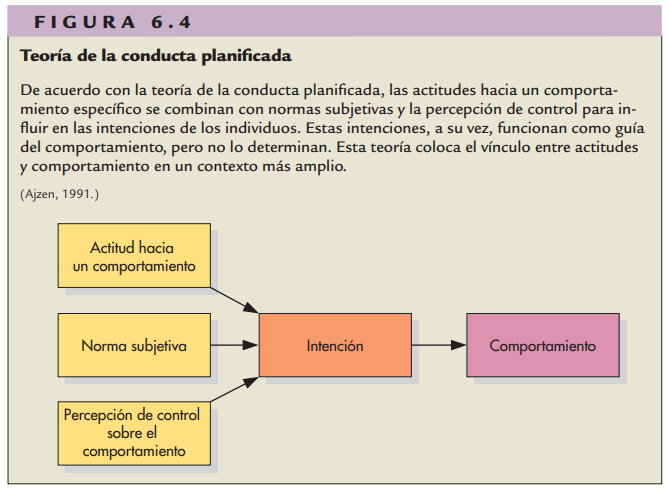 FIGURA 6.4
Teoría de la conducta planificada
De acuerdo con la teoría de la conducta planificada, las actitudes hacia un comporta-
miento específico se combinan con normas subjetivas y la percepción de control para in-
fluir en las intenciones de los individuos. Estas intenciones, a su vez, funcionan como guía
del comportamiento, pero no lo determinan. Esta teoría coloca el vínculo entre actitudes
y comportamiento en un contexto más amplio.
(Ajzen, 1991.)
Actitud hacia
un comportamiento
Norma subjetiva
Intención
Comportamiento
Percepción de control
sobre el
comportamiento